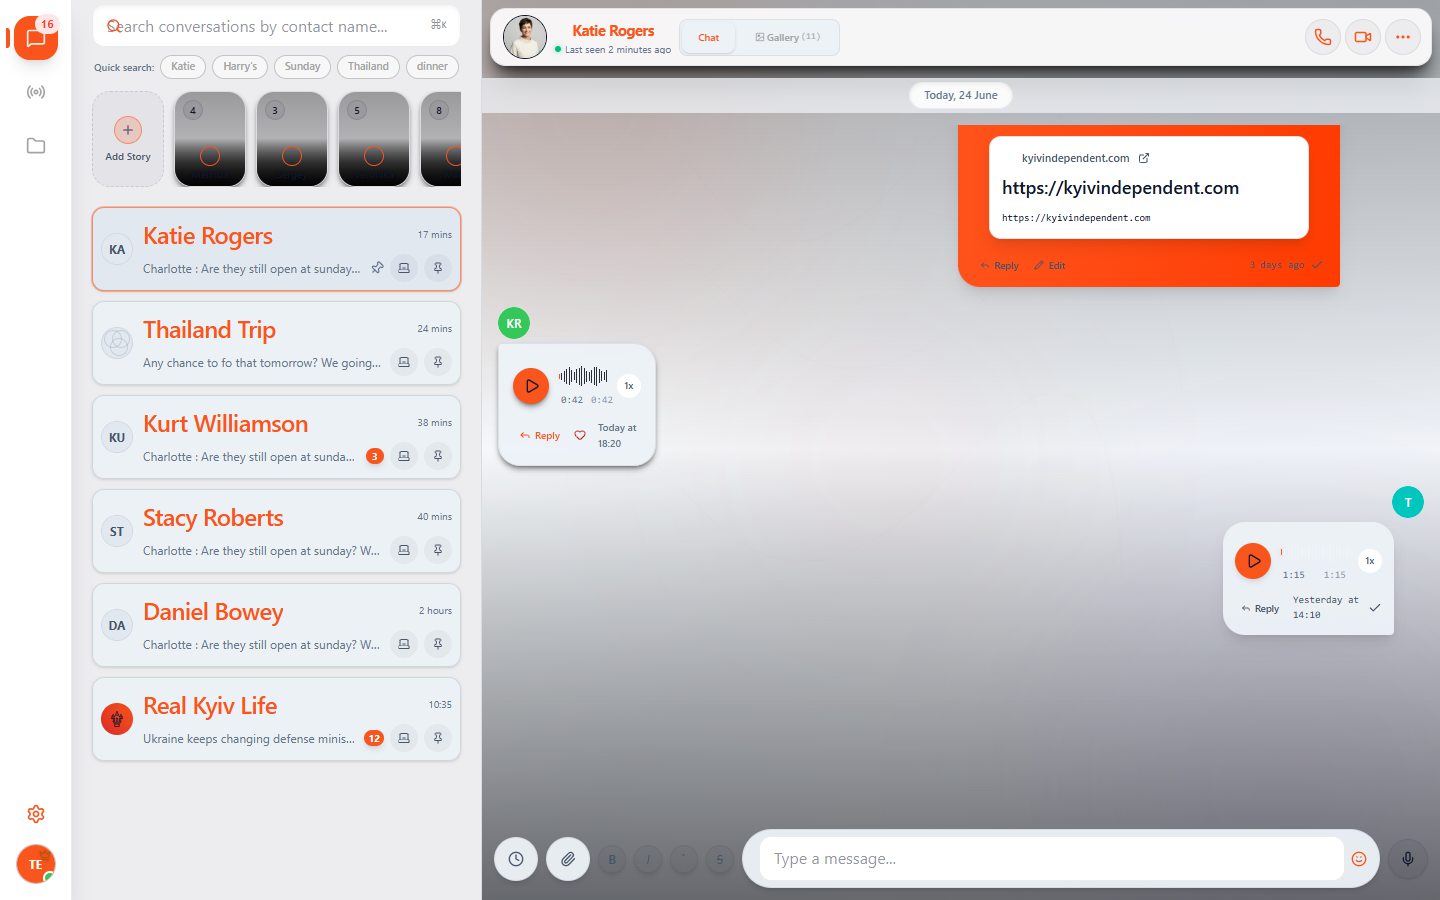 16
Search conversations by contact name...
⌘K
Quick search:
Katie
Harry's
Sunday
Thailand
dinner
Add Story
4
3
5
8
KA
Katie Rogers
17 mins
Charlotte : Are they still open at sunday...
Thailand Trip
24 mins
Any chance to fo that tomorrow? We going...
KU
Kurt Williamson
38 mins
Charlotte : Are they still open at sunda...
3
ST
Stacy Roberts
40 mins
Charlotte : Are they still open at sunday? W...
DA
Daniel Bowey
2 hours
Charlotte : Are they still open at sunday? W...
Real Kyiv Life
10:35
Ukraine keeps changing defense minis...
12
TE
Katie Rogers
Last seen 2 minutes ago
Chat
Gallery (11)
Today, 24 June
kyivindependent.com
https://kyivindependent.com
https://kyivindependent.com
Reply
Edit
3 days ago
KR
0:42 0:42
1x
Reply
Today at
18:20
T
1:15 1:15
1x
Reply
Yesterday at
14:10
B
I
`
S
Type a message...